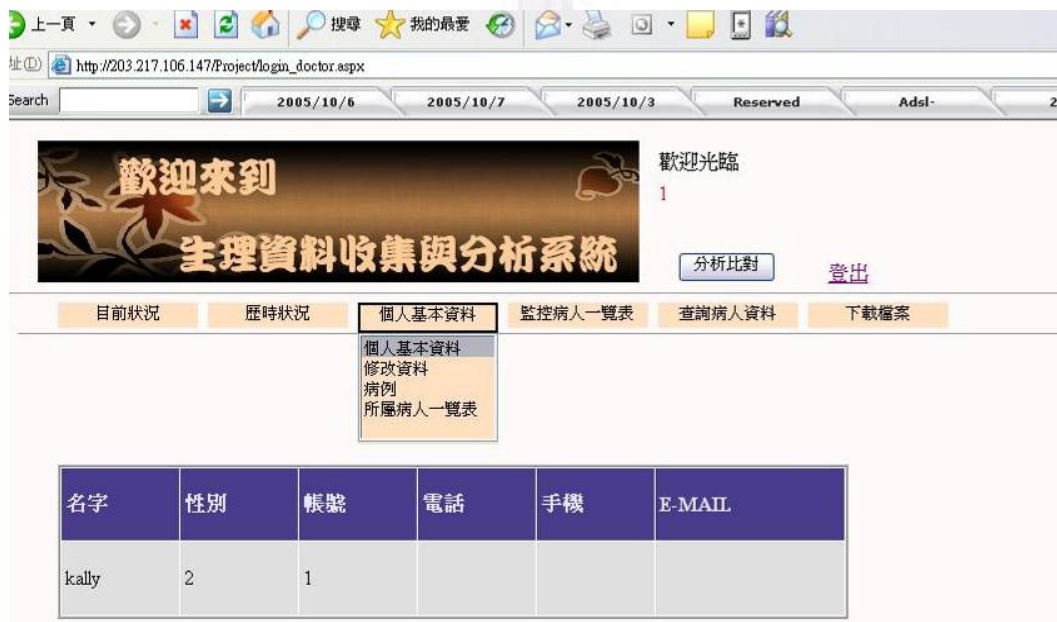 上一頁 搜尋 我的最愛
址(D) http://203.217.106.147/Project/login_doctor.aspx
Search 2005/10/6 2005/10/7 2005/10/3 Reserved Adsl- 2
歡迎來到
生理資料收集與分析系統
歡迎光臨
1
分析比對 登出
目前狀況 歷時狀況 個人基本資料 監控病人一覽表 查詢病人資料 下載檔案
個人基本資料
修改資料
病例
所屬病人一覽表
名字 性別 帳號 電話 手機 E-MAIL
kally 2 1